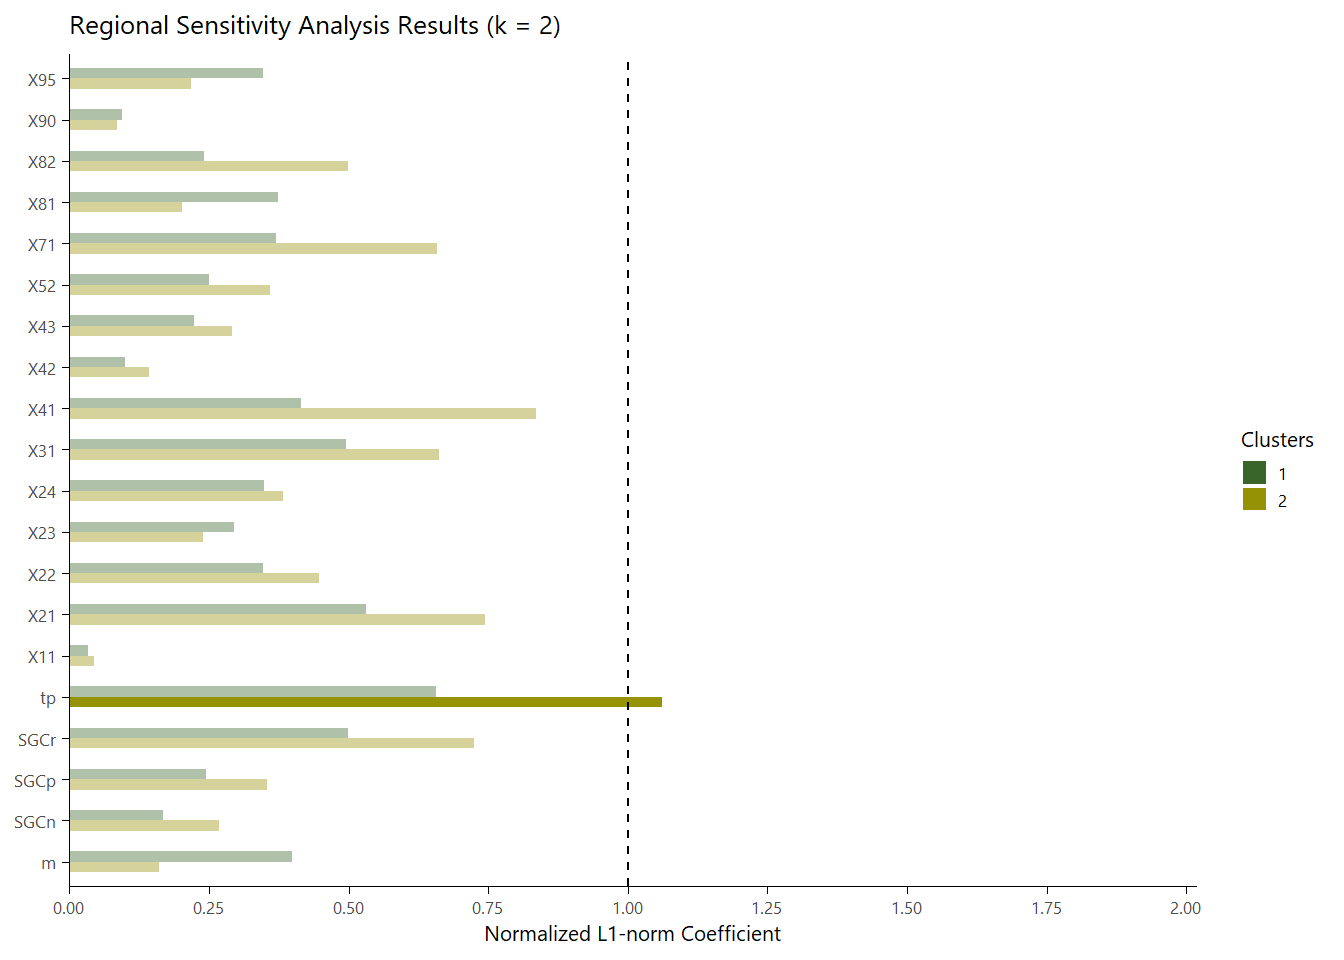 Regional Sensitivity Analysis Results (k = 2)
X95
X90
X82
X81
X71
X52
X43
X42
X41
X31
X24
X23
X22
X21
X11
tp
SGCr
SGCp
SGCn
m
0.00 0.25 0.50 0.75 1.00 1.25 1.50 1.75 2.00
Normalized L1-norm Coefficient
Clusters
1
2